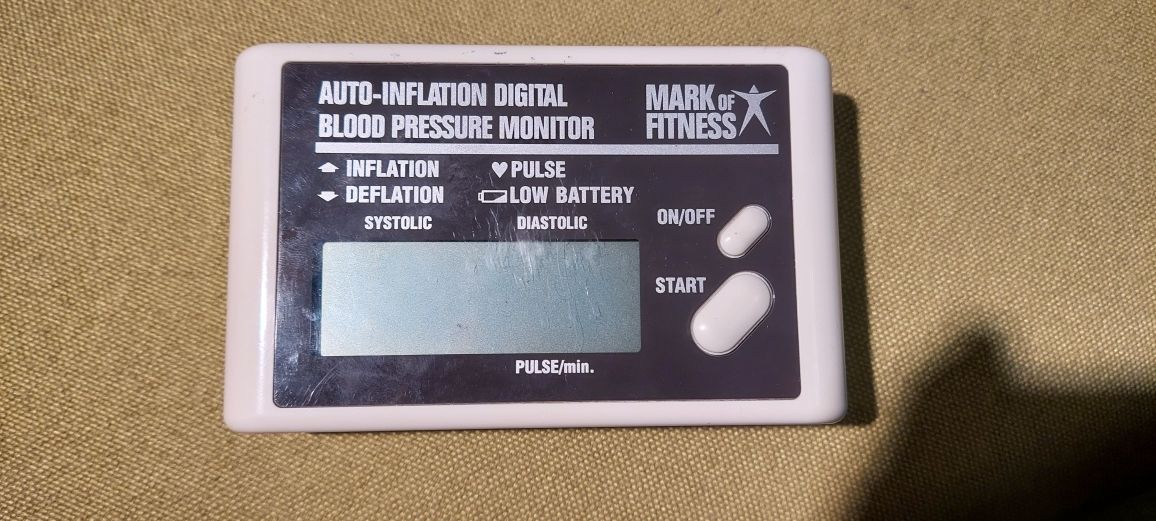 AUTO-INFLATION DIGITAL
BLOOD PRESSURE MONITOR
MARK OF
FITNESS
INFLATION
PULSE
DEFLATION
LOW BATTERY
SYSTOLIC
DIASTOLIC
ON/OFF
START
PULSE/min.